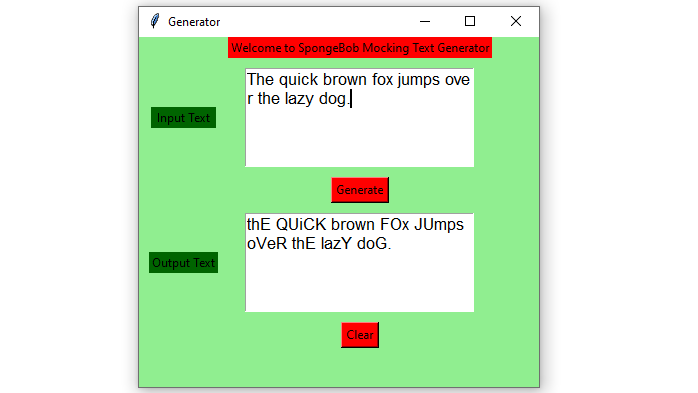 Generator
Welcome to SpongeBob Mocking Text Generator
The quick brown fox jumps ove
r the lazy dog.
Input Text
Generate
thE QUiCK brown FOx JUmps
oVeR thE lazY doG.
Output Text
Clear